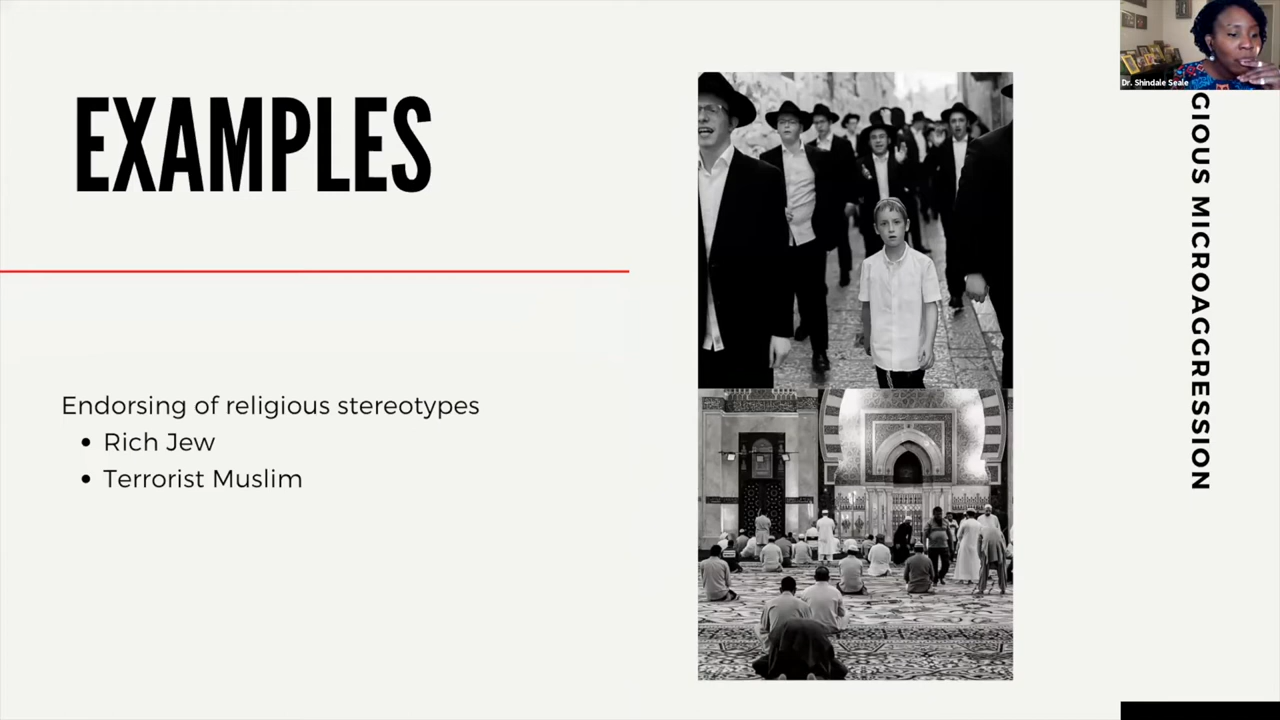 EXAMPLES
Endorsing of religious stereotypes
• Rich Jew
• Terrorist Muslim
Dr. Shindale Seale
GIOUS MICROAGGRESSION